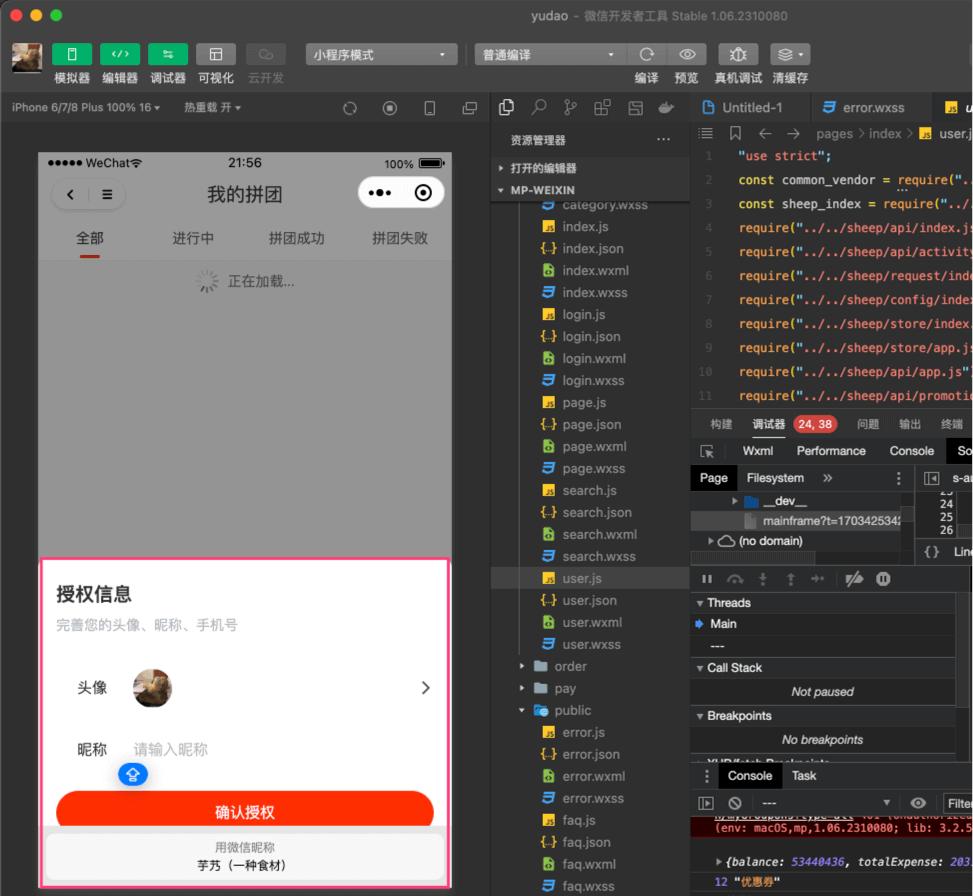 yudao - 微信开发者工具 Stable 1.06.2310080
小程序模式
普通编译
模拟器 编辑器 调试器 可视化 云开发
编译 预览 真机调试 清缓存
iPhone 6/7/8 Plus 100% 16
热重载 开
WeChat
21:56
100%
我的拼团
全部 进行中 拼团成功 拼团失败
正在加载...
授权信息
完善您的头像、昵称、手机号
头像
昵称 请输入昵称
确认授权
用微信昵称
芋艿（一种食材）
资源管理器
打开的编辑器
MP-WEIXIN
category.wxss
index.js
index.json
index.wxml
index.wxss
login.js
login.json
login.wxml
login.wxss
page.js
page.json
page.wxml
page.wxss
search.js
search.json
search.wxml
search.wxss
user.js
user.json
user.wxml
user.wxss
order
pay
public
error.js
error.json
error.wxml
error.wxss
faq.js
faq.json
faq.wxml
faq.wxss
Untitled-1
error.wxss
pages > index > user.j
1 "use strict";
2 const common_vendor = require("..
3 const sheep_index = require("../
4 require("../../sheep/api/index.js
5 require("../../sheep/api/activity
6 require("../../sheep/request/inde
7 require("../../sheep/config/index
8 require("../../sheep/store/index.
9 require("../../sheep/store/app.js
10 require("../../sheep/api/app.js"
11 require("../../sheep/api/promotio
构建 调试器 24, 38 问题 输出 终端
Wxml Performance Console So
Page Filesystem »
s-au
__dev__
mainframe?t=1703425342
(no domain)
23
24
25
26
{} Line
Threads
Main
---
Call Stack
Not paused
Breakpoints
No breakpoints
XHR/fetch Breakpoints
Console Task
---
Filter
(env: macOS,mp,1.06.2310080; lib: 3.2.5
{balance: 53440436, totalExpense: 203
12 "优惠券"